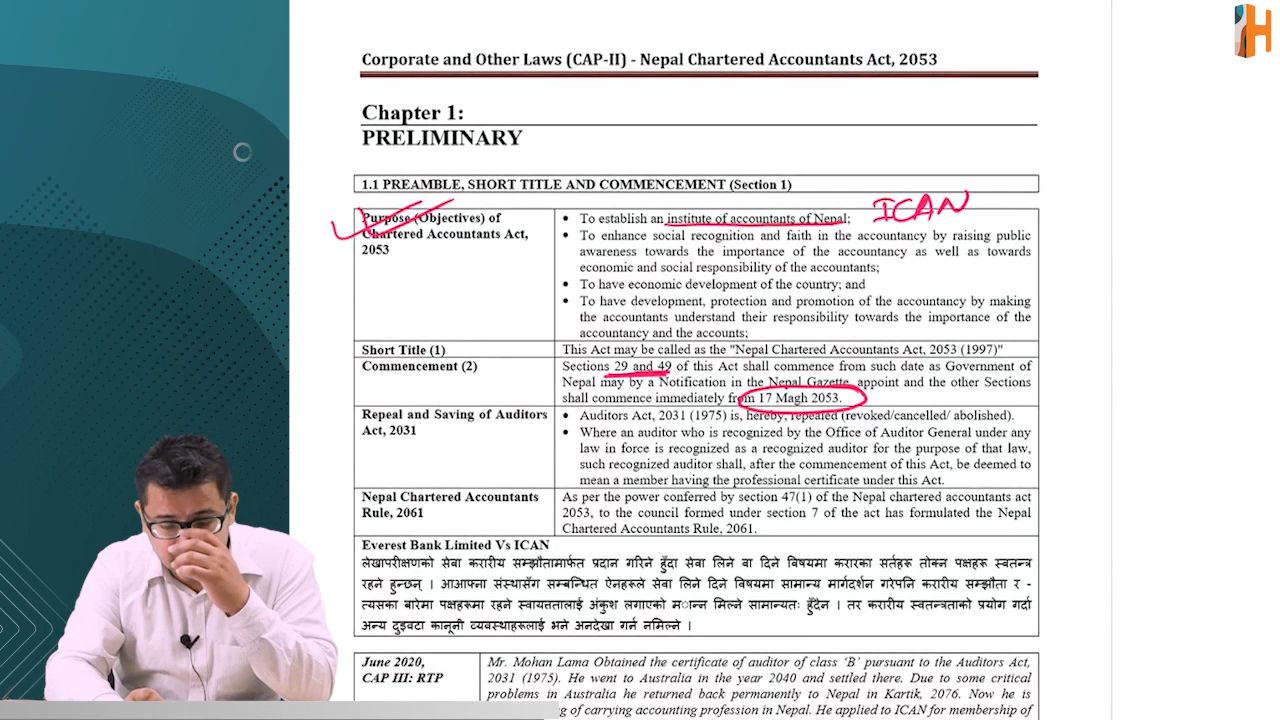 H
Corporate and Other Laws (CAP-II) - Nepal Chartered Accountants Act, 2053
Chapter 1:
PRELIMINARY
1.1 PREAMBLE, SHORT TITLE AND COMMENCEMENT (Section 1)
Purpose (Objectives) of
Chartered Accountants Act,
2053
• To establish an institute of accountants of Nepal; ICAN
• To enhance social recognition and faith in the accountancy by raising public
awareness towards the importance of the accountancy as well as towards
economic and social responsibility of the accountants;
• To have economic development of the country; and
• To have development, protection and promotion of the accountancy by making
the accountants understand their responsibility towards the importance of the
accountancy and the accounts;
Short Title (1)
This Act may be called as the "Nepal Chartered Accountants Act, 2053 (1997)"
Commencement (2)
Sections 29 and 49 of this Act shall commence from such date as Government of
Nepal may by a Notification in the Nepal Gazette, appoint and the other Sections
shall commence immediately from 17 Magh 2053.
Repeal and Saving of Auditors
Act, 2031
• Auditors Act, 2031 (1975) is, hereby, repealed (revoked/cancelled/ abolished).
• Where an auditor who is recognized by the Office of Auditor General under any
law in force is recognized as a recognized auditor for the purpose of that law,
such recognized auditor shall, after the commencement of this Act, be deemed to
mean a member having the professional certificate under this Act.
Nepal Chartered Accountants
Rule, 2061
As per the power conferred by section 47(1) of the Nepal chartered accountants act
2053, to the council formed under section 7 of the act has formulated the Nepal
Chartered Accountants Rule, 2061.
Everest Bank Limited Vs ICAN
लेखापरीक्षणको सेवा करारीय सम्झौतामार्फत प्रदान गरिने हुँदा सेवा लिने वा दिने विषयमा करारका सर्तहरू तोक्न पक्षहरू स्वतन्त्र
रहने हुन्छन् । आआफ्ना संस्थासँग सम्बन्धित ऐनहरूले सेवा लिने दिने विषयमा सामान्य मार्गदर्शन गरेपनि करारीय सम्झौता र -
त्यसका बारेमा पक्षहरूमा रहने स्वायत्ततालाई अंकुश लगाएको मान्न मिल्ने सामान्यतः हुँदैन । तर करारीय स्वतन्त्रताको प्रयोग गर्दा
अन्य दुइवटा कानूनी व्यवस्थाहरूलाई भने अनदेखा गर्न नमिल्ने ।
June 2020,
CAP III: RTP
Mr. Mohan Lama Obtained the certificate of auditor of class ‘B’ pursuant to the Auditors Act,
2031 (1975). He went to Australia in the year 2040 and settled there. Due to some critical
problems in Australia he returned back permanently to Nepal in Kartik, 2076. Now he is
of carrying accounting profession in Nepal. He applied to ICAN for membership of